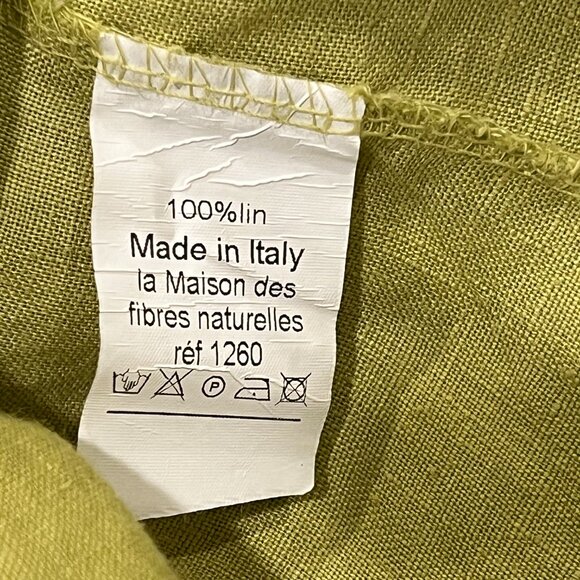 100%lin
Made in Italy
la Maison des
fibres naturelles
réf 1260
P